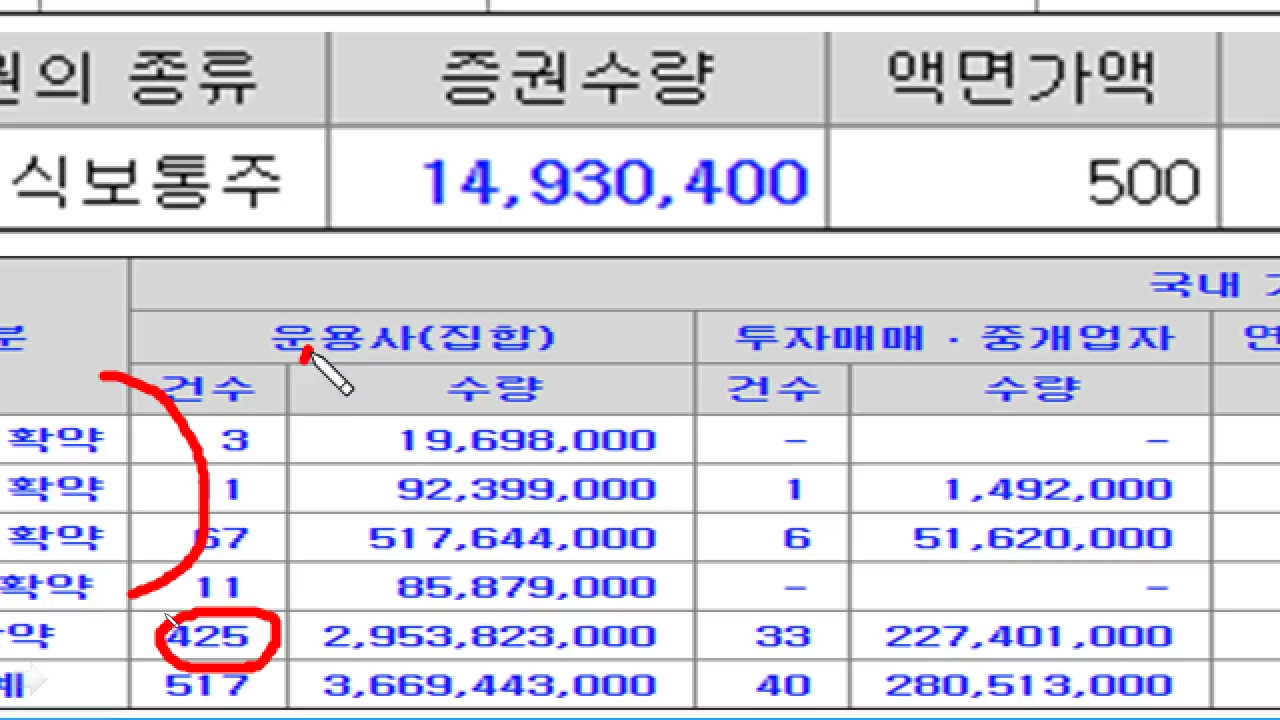 의 종류 증권수량 액면가액
식보통주 14,930,400 500
국내
분 운용사(집합) 투자매매 · 중개업자
건수 수량 건수 수량
확약 3 19,698,000 - -
확약 1 92,399,000 1 1,492,000
확약 67 517,644,000 6 51,620,000
확약 11 85,879,000 - -
약 425 2,953,823,000 33 227,401,000
계 517 3,669,443,000 40 280,513,000